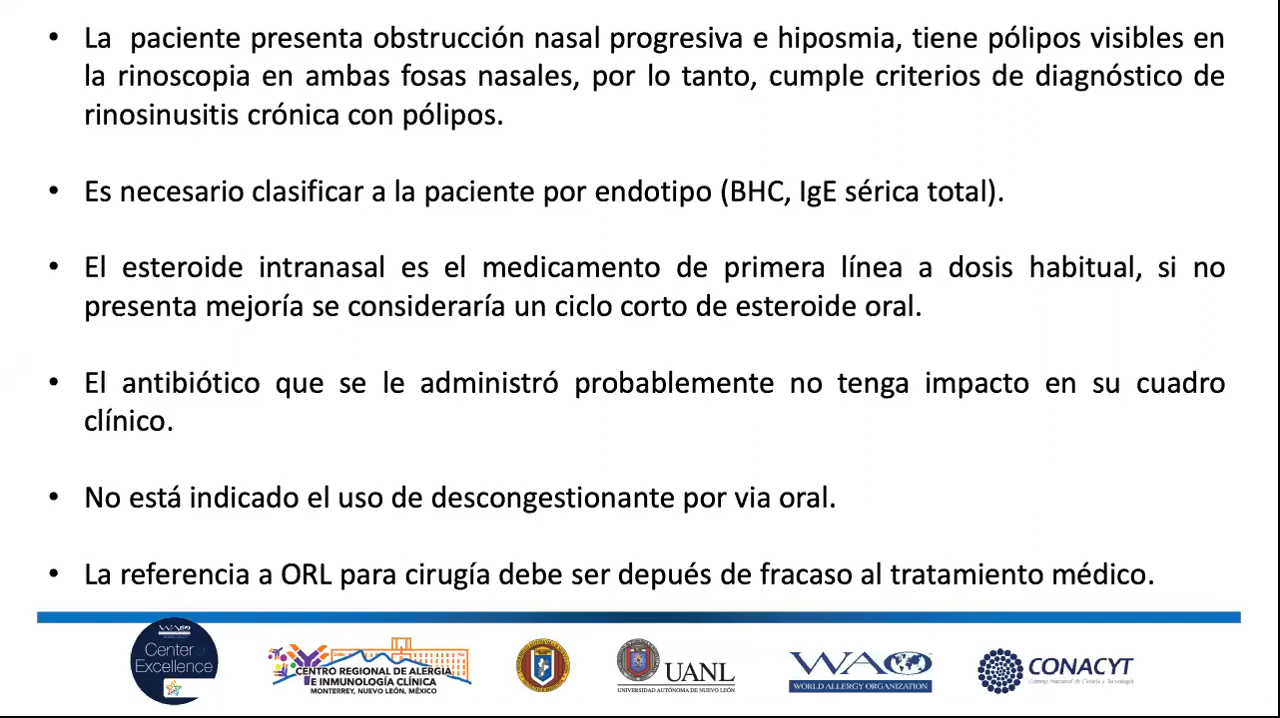 • La paciente presenta obstrucción nasal progresiva e hiposmia, tiene pólipos visibles en
la rinoscopia en ambas fosas nasales, por lo tanto, cumple criterios de diagnóstico de
rinosinusitis crónica con pólipos.
• Es necesario clasificar a la paciente por endotipo (BHC, IgE sérica total).
• El esteroide intranasal es el medicamento de primera línea a dosis habitual, si no
presenta mejoría se consideraría un ciclo corto de esteroide oral.
• El antibiótico que se le administró probablemente no tenga impacto en su cuadro
clínico.
• No está indicado el uso de descongestionante por via oral.
• La referencia a ORL para cirugía debe ser depués de fracaso al tratamiento médico.
WAO
Center
Excellence
CENTRO REGIONAL DE ALERGIA
E INMUNOLOGÍA CLÍNICA
MONTERREY, NUEVO LEÓN, MÉXICO
UANL
UNIVERSIDAD AUTÓNOMA DE NUEVO LEÓN
WAO
WORLD ALLERGY ORGANIZATION
CONACYT
Consejo Nacional de Ciencia y Tecnología